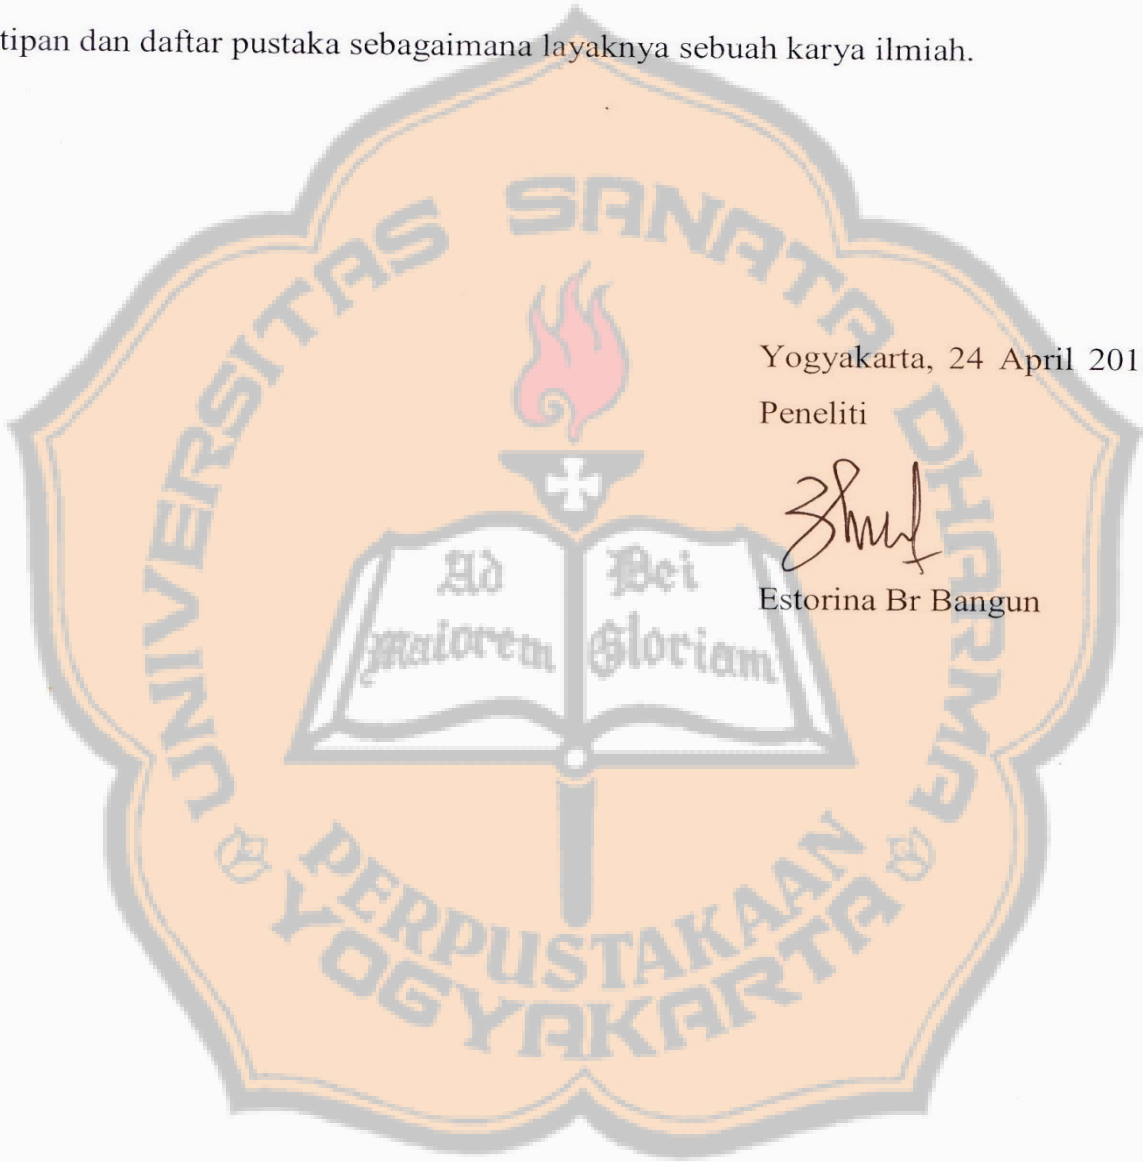 tipan dan daftar pustaka sebagaimana layaknya sebuah karya ilmiah.
UNIVERSITAS SANATA DHARMA
Yogyakarta, 24 April 201
Peneliti
Estorina Br Bangun
Ad Dei
Maiorem Gloriam
PERPUSTAKAAN
YOGYAKARTA